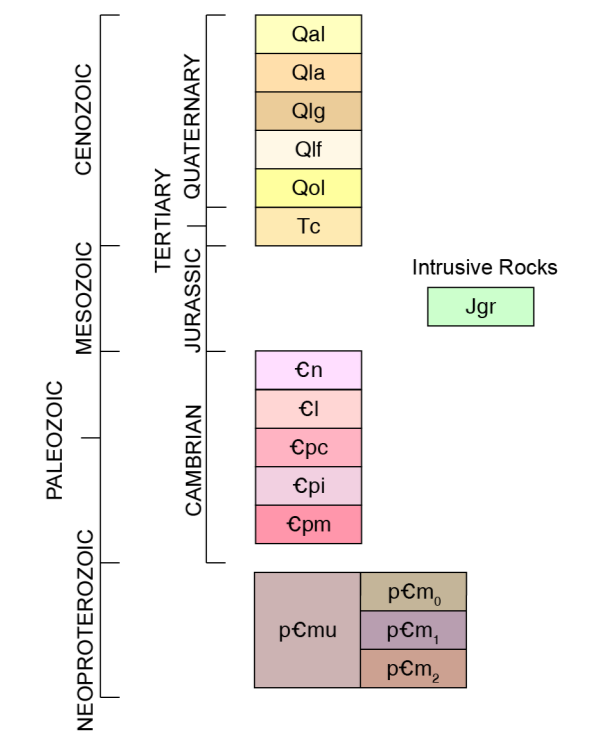 CENOZOIC
QUATERNARY
Qal
Qla
Qlg
Qlf
Qol
TERTIARY
Tc
MESOZOIC
JURASSIC
Intrusive Rocks
Jgr
PALEOZOIC
CAMBRIAN
Єn
Єl
Єpc
Єpi
Єpm
NEOPROTEROZOIC
pЄmu
pЄm₀
pЄm₁
pЄm₂